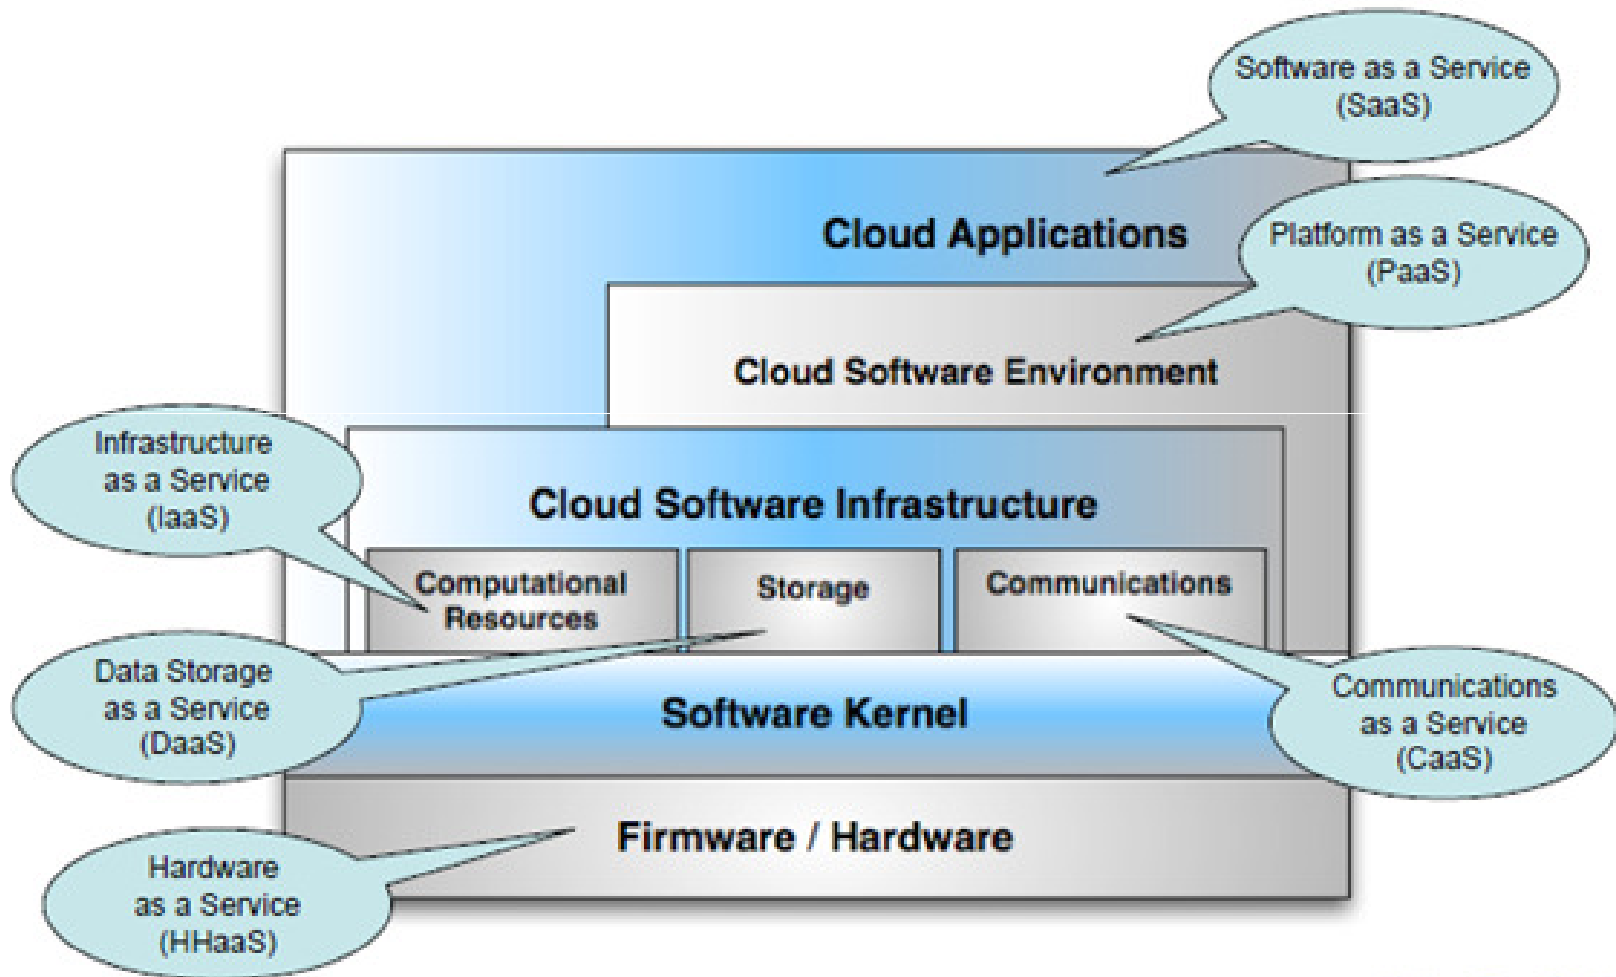 Software as a Service
(SaaS)
Cloud Applications
Platform as a Service
(PaaS)
Cloud Software Environment
Infrastructure
as a Service
(IaaS)
Cloud Software Infrastructure
Computational
Resources
Storage
Communications
Data Storage
as a Service
(DaaS)
Software Kernel
Communications
as a Service
(CaaS)
Firmware / Hardware
Hardware
as a Service
(HHaaS)